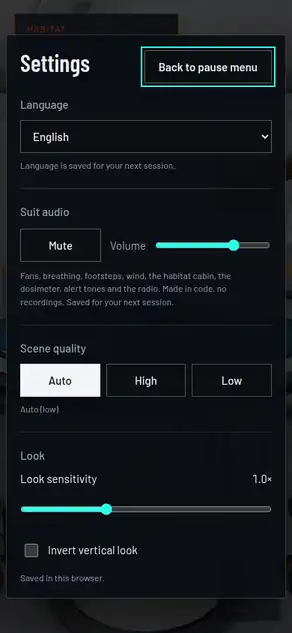 HABITAT
Settings
Back to pause menu
Language
English
Language is saved for your next session.
Suit audio
Mute
Volume
Fans, breathing, footsteps, wind, the habitat cabin, the
dosimeter, alert tones and the radio. Made in code, no
recordings. Saved for your next session.
Scene quality
Auto
High
Low
Auto (low)
Look
Look sensitivity
1.0×
Invert vertical look
Saved in this browser.